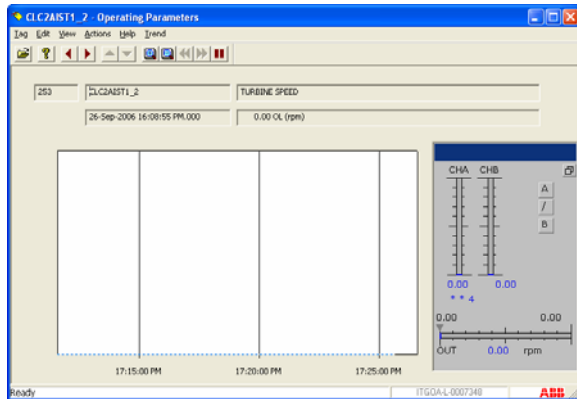 CLC2AIST1_2 - Operating Parameters
Tag Edit View Actions Help Trend
253 CLC2AIST1_2 TURBINE SPEED
26-Sep-2006 16:08:55 PM.000 0.00 OL (rpm)
CHA CHB
A
/
B
0.00 0.00
* * 4
0.00 0.00
OUT 0.00 rpm
17:15:00 PM 17:20:00 PM 17:25:00 PM
Ready ITGOA-L-0007340 ABB